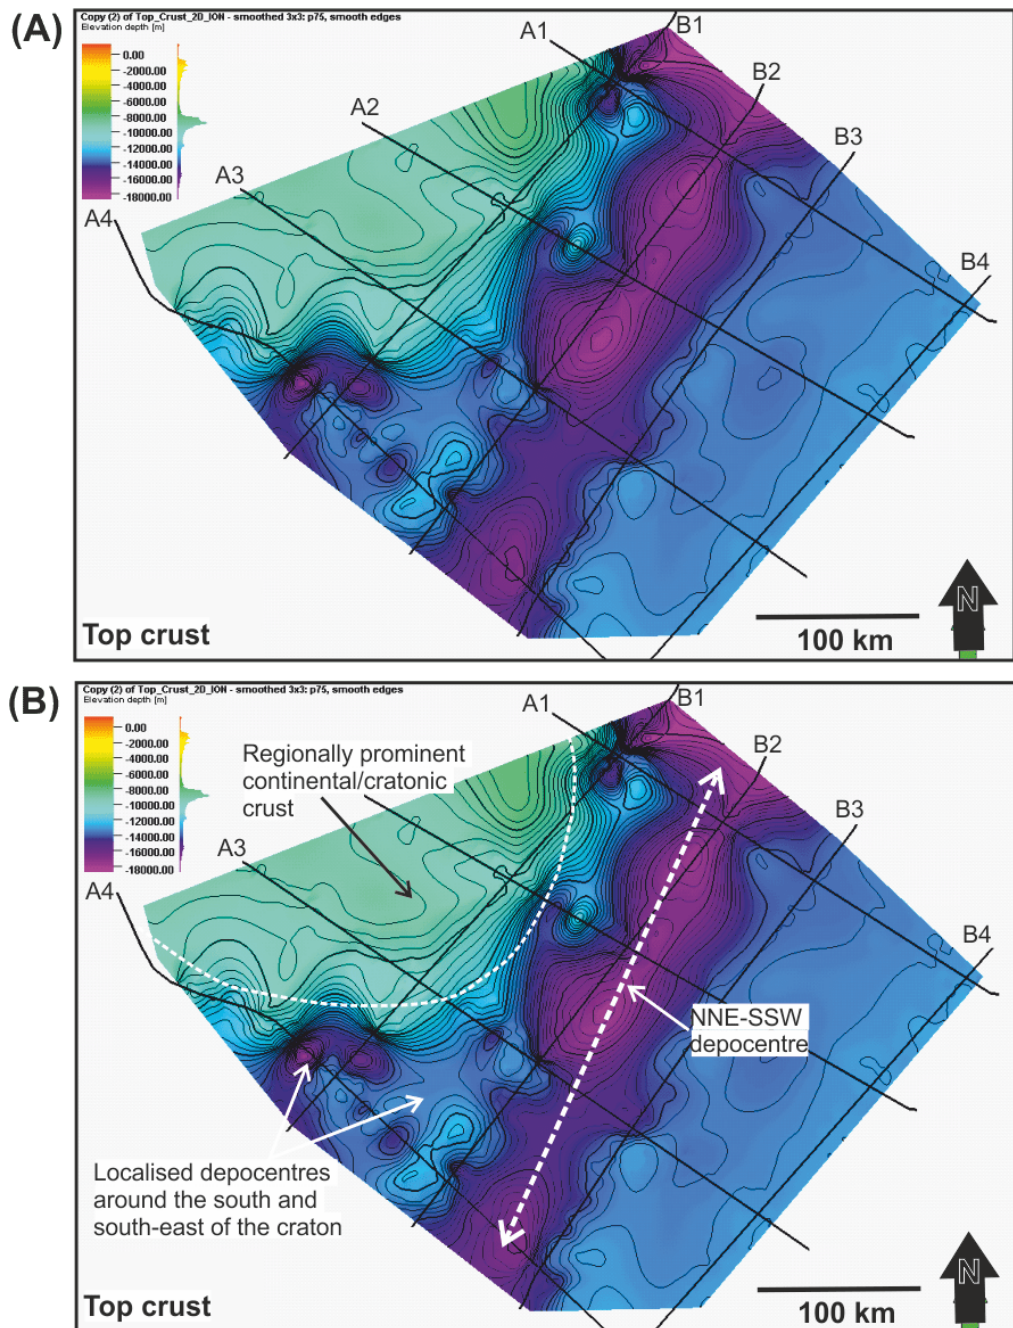 (A)
Copy (2) of Top_Crust_2D_ION - smoothed 3x3: p75, smooth edges
Elevation depth [m]
0.00
-2000.00
-4000.00
-6000.00
-8000.00
-10000.00
-12000.00
-14000.00
-16000.00
-18000.00
A1
B1
A2
B2
A3
B3
A4
B4
Top crust
100 km
N
(B)
Copy (2) of Top_Crust_2D_ION - smoothed 3x3: p75, smooth edges
Elevation depth [m]
0.00
-2000.00
-4000.00
-6000.00
-8000.00
-10000.00
-12000.00
-14000.00
-16000.00
-18000.00
A1
B1
Regionally prominent
continental/cratonic
crust
B2
A3
B3
A4
B4
NNE-SSW
depocentre
Localised depocentres
around the south and
south-east of the craton
Top crust
100 km
N